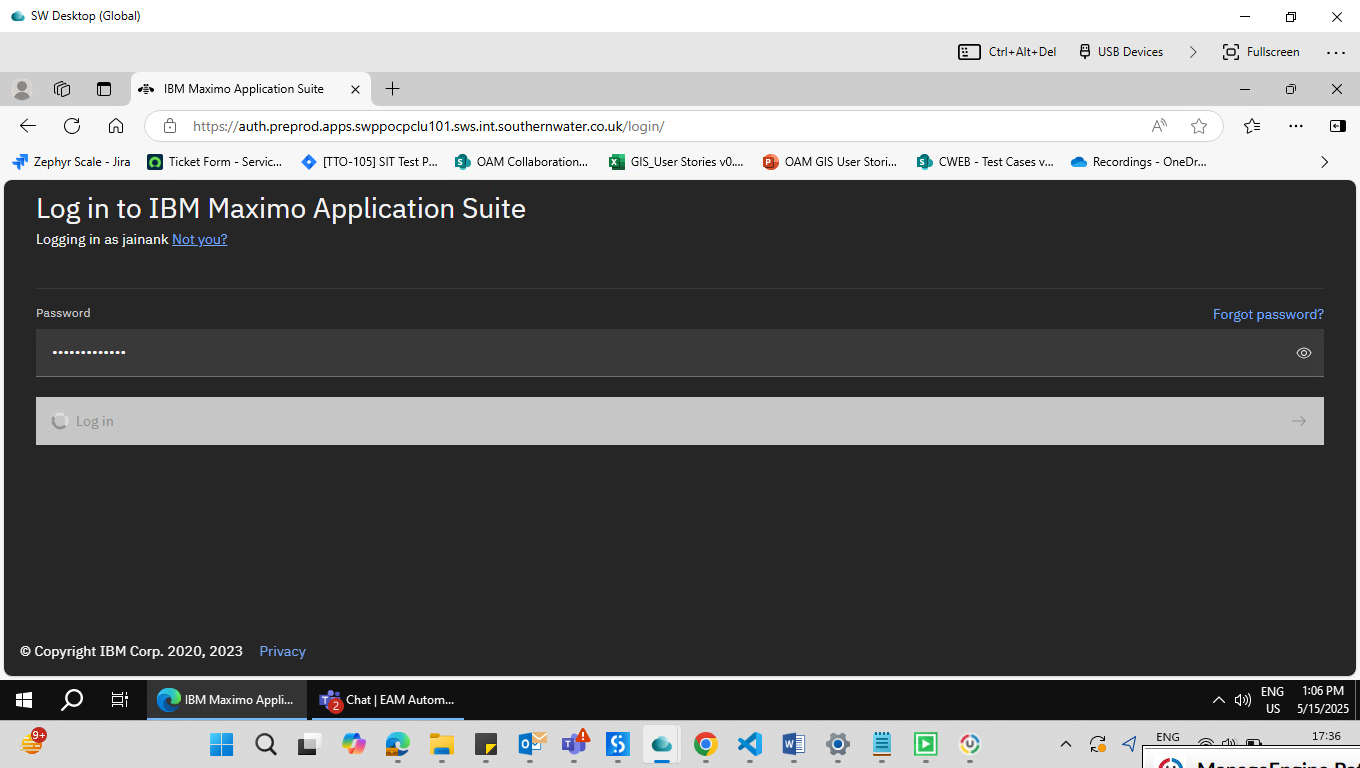 SW Desktop (Global)
Ctrl+Alt+Del
USB Devices
Fullscreen
IBM Maximo Application Suite
https://auth.preprod.apps.swppocpclu101.sws.int.southernwater.co.uk/login/
Zephyr Scale - Jira
Ticket Form - Servic...
[TTO-105] SIT Test P...
OAM Collaboration...
GIS_User Stories v0....
OAM GIS User Stori...
CWEB - Test Cases v...
Recordings - OneDr...
Log in to IBM Maximo Application Suite
Logging in as jainank Not you?
Password
Forgot password?
•••••••••••••
Log in
© Copyright IBM Corp. 2020, 2023 Privacy
IBM Maximo Appli...
2
Chat | EAM Autom...
ENG
US
1:06 PM
5/15/2025
9+
ENG
17:36